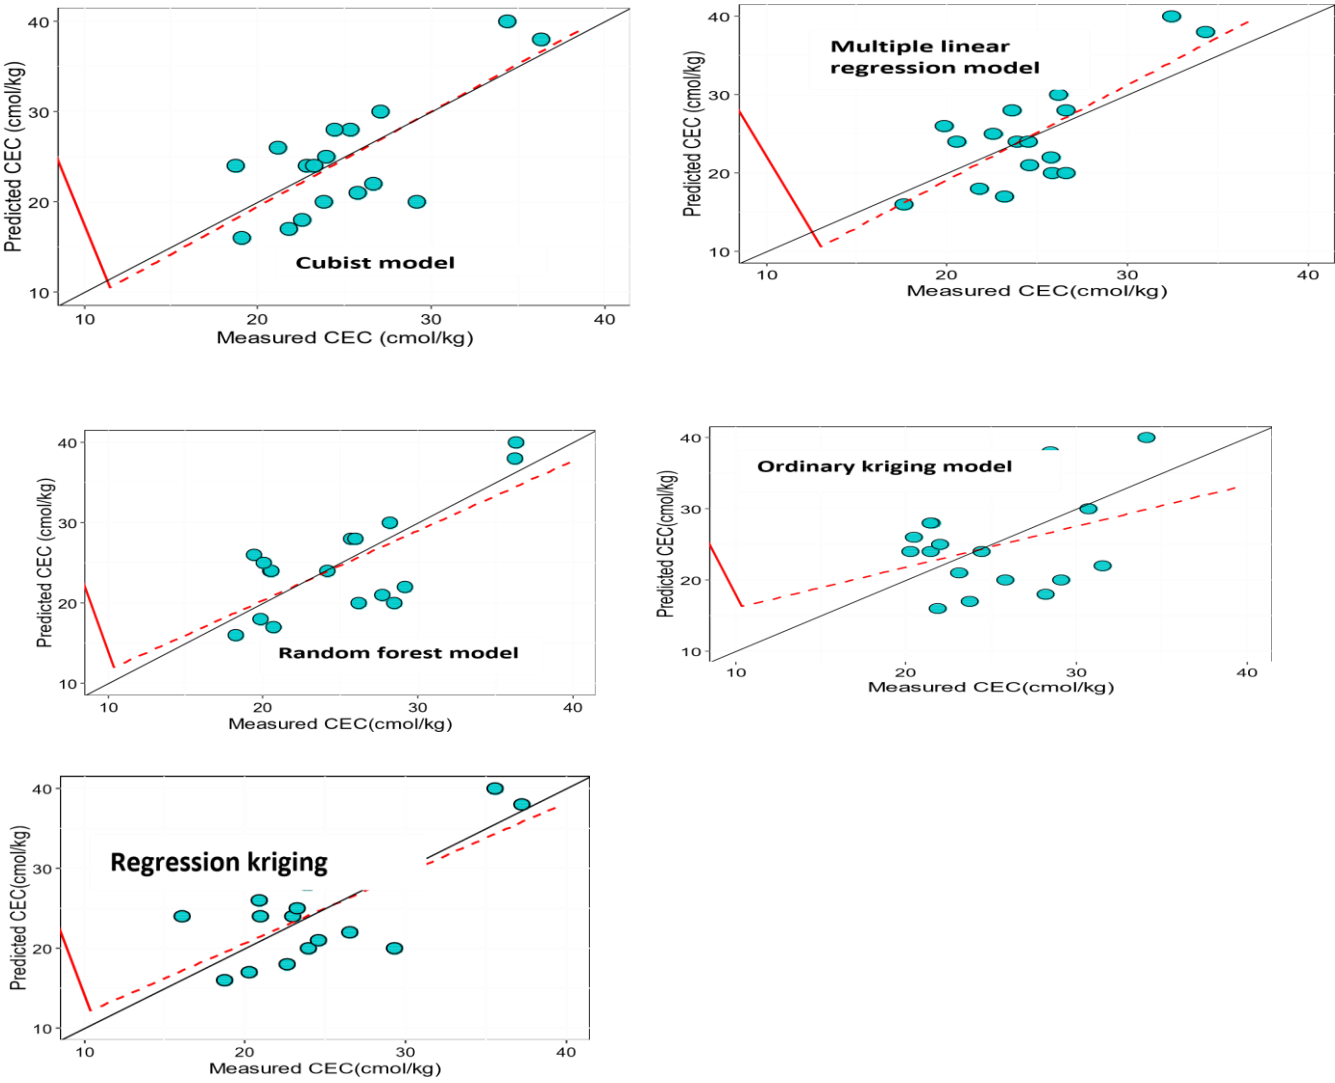 40
30
20
10
Predicted CEC (cmol/kg)
Cubist model
10 20 30 40
Measured CEC (cmol/kg)
40
30
20
10
Predicted CEC (cmol/kg)
Multiple linear
regression model
10 20 30 40
Measured CEC(cmol/kg)
40
30
20
10
Predicted CEC (cmol/kg)
Random forest model
10 20 30 40
Measured CEC(cmol/kg)
40
30
20
10
Predicted CEC(cmol/kg)
Ordinary kriging model
10 20 30 40
Measured CEC(cmol/kg)
40
30
20
10
Predicted CEC(cmol/kg)
Regression kriging
10 20 30 40
Measured CEC(cmol/kg)